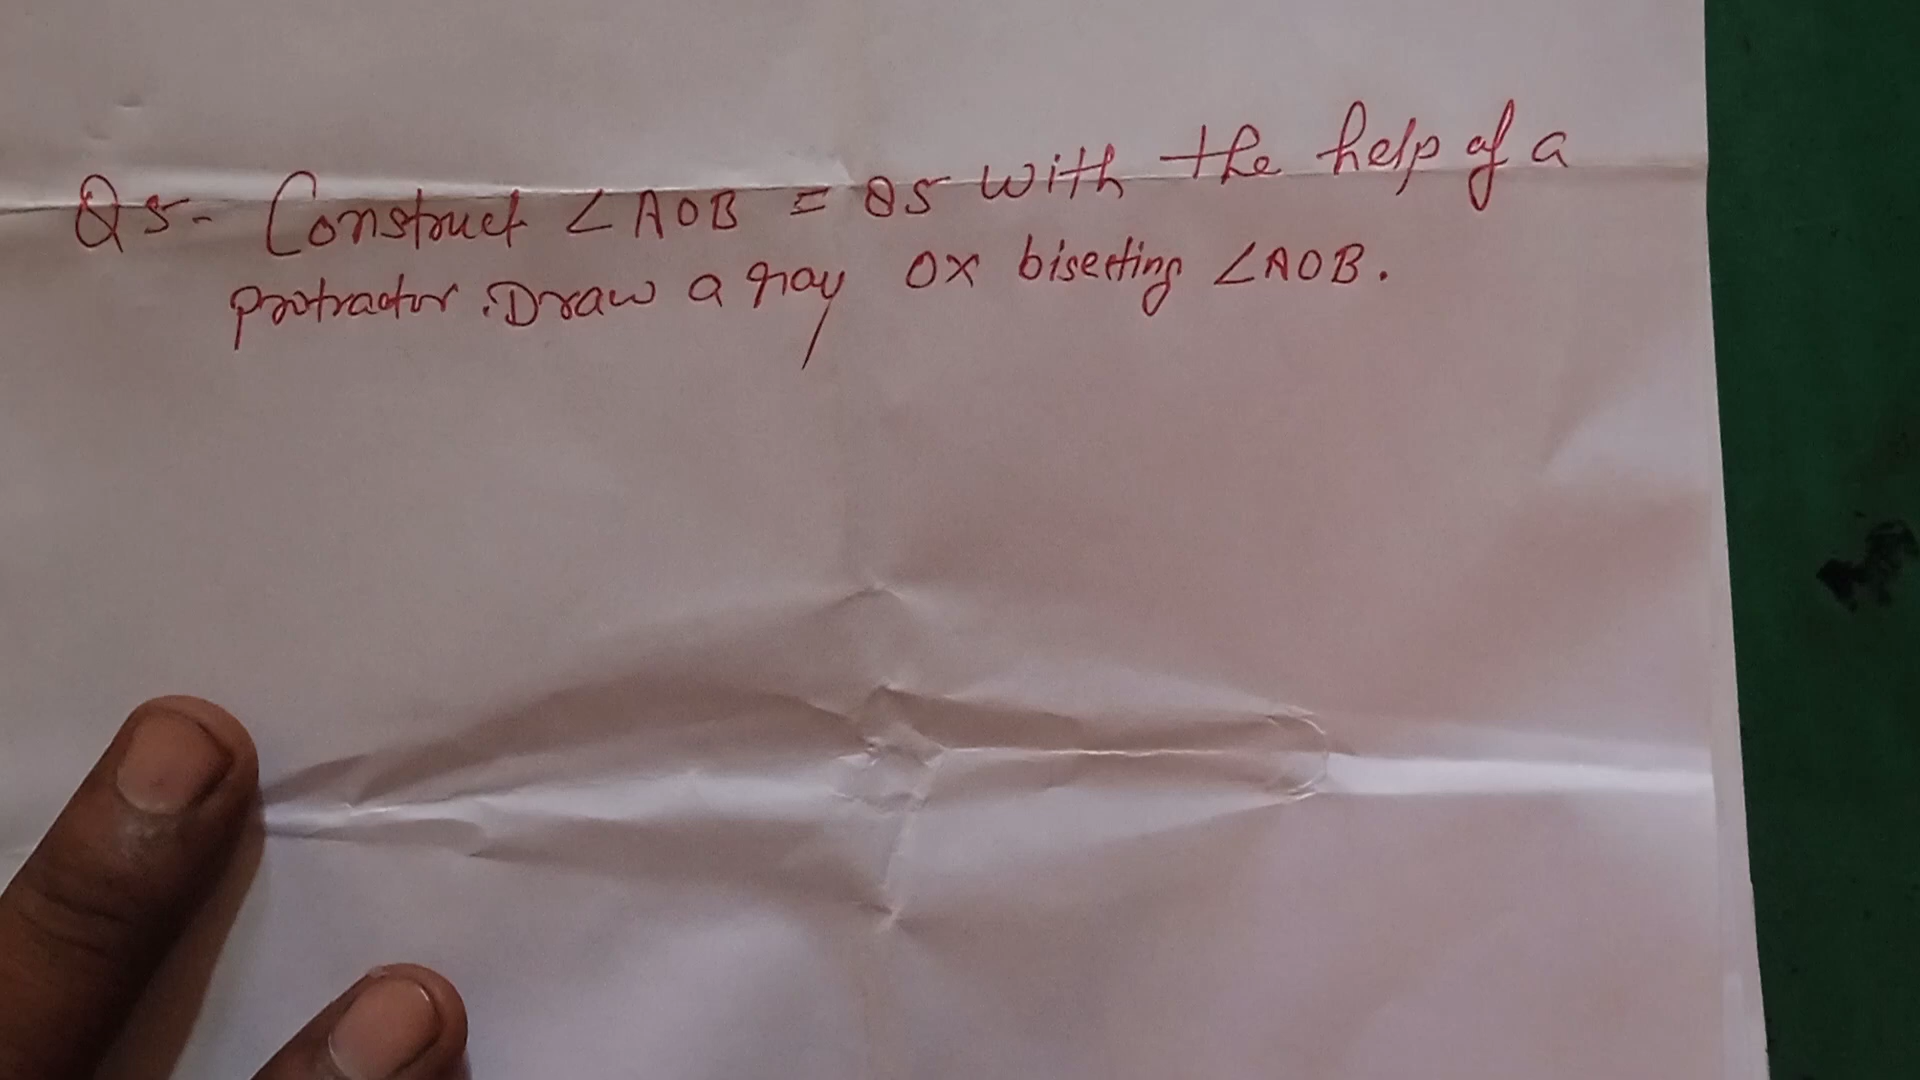 Q5- Construct ∠AOB = 85 with the help of a
protractor. Draw a ray OX bisecting ∠AOB.